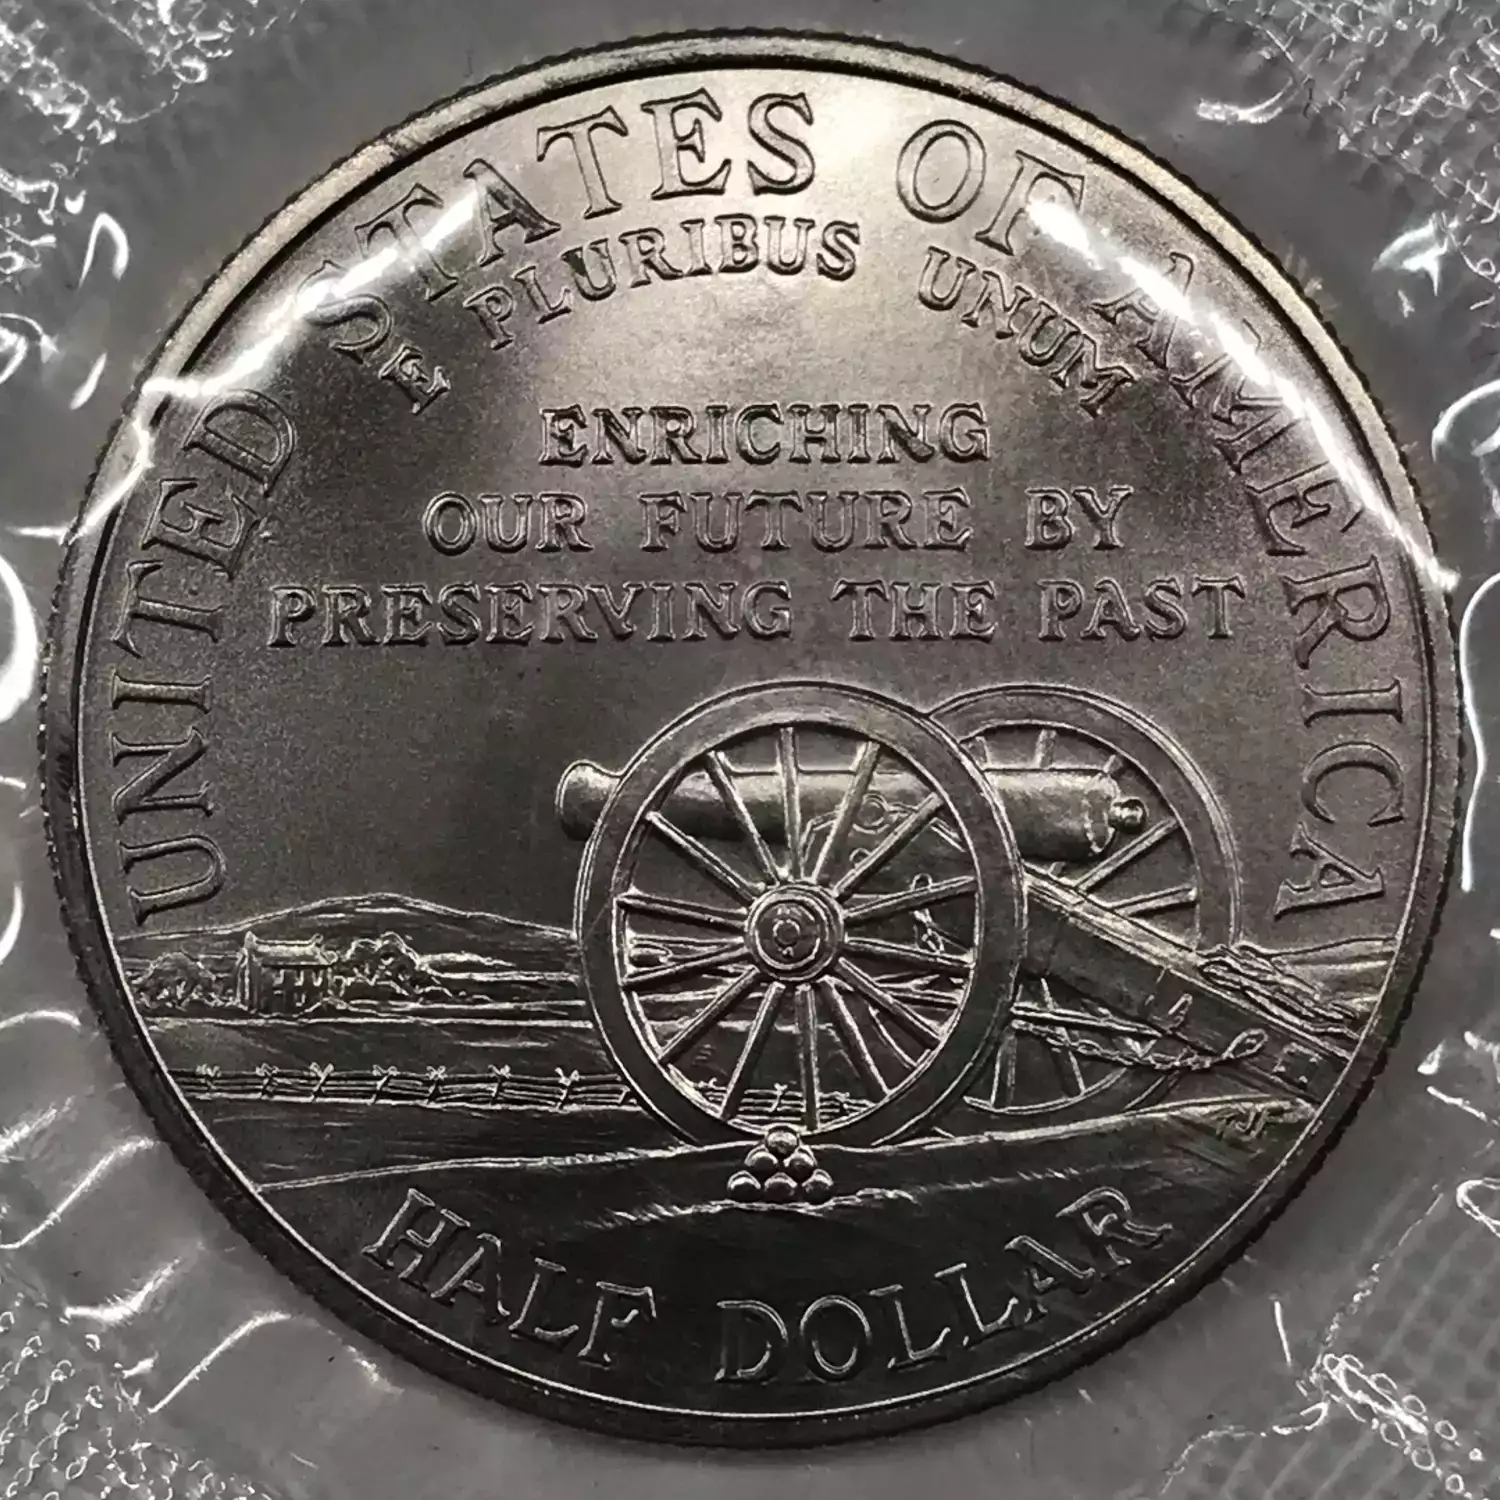 UNITED STATES OF AMERICA
E PLURIBUS UNUM
ENRICHING
OUR FUTURE BY
PRESERVING THE PAST
HALF DOLLAR